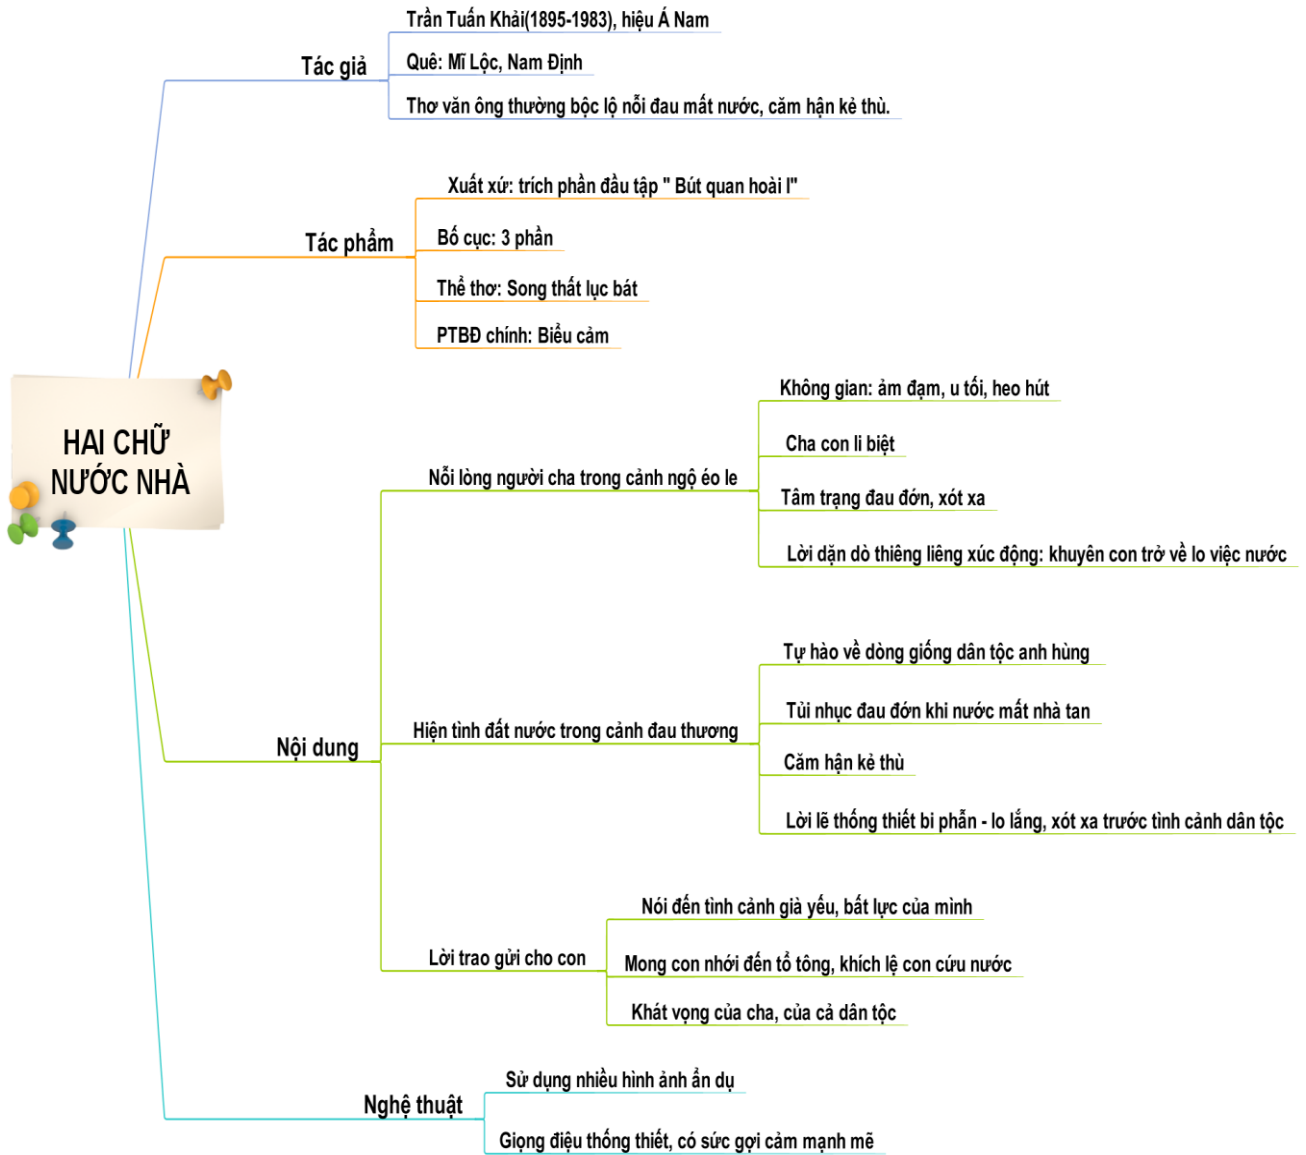 HAI CHỮ
NƯỚC NHÀ
Tác giả
Trần Tuấn Khải(1895-1983), hiệu Á Nam
Quê: Mĩ Lộc, Nam Định
Thơ văn ông thường bộc lộ nỗi đau mất nước, căm hận kẻ thù.
Tác phẩm
Xuất xứ: trích phần đầu tập " Bút quan hoài I"
Bố cục: 3 phần
Thể thơ: Song thất lục bát
PTBĐ chính: Biểu cảm
Nội dung
Nỗi lòng người cha trong cảnh ngộ éo le
Không gian: ảm đạm, u tối, heo hút
Cha con li biệt
Tâm trạng đau đớn, xót xa
Lời dặn dò thiêng liêng xúc động: khuyên con trở về lo việc nước
Hiện tình đất nước trong cảnh đau thương
Tự hào về dòng giống dân tộc anh hùng
Tủi nhục đau đớn khi nước mất nhà tan
Căm hận kẻ thù
Lời lẽ thống thiết bi phẫn - lo lắng, xót xa trước tình cảnh dân tộc
Lời trao gửi cho con
Nói đến tình cảnh già yếu, bất lực của mình
Mong con nhới đến tổ tông, khích lệ con cứu nước
Khát vọng của cha, của cả dân tộc
Nghệ thuật
Sử dụng nhiều hình ảnh ẩn dụ
Giọng điệu thống thiết, có sức gợi cảm mạnh mẽ